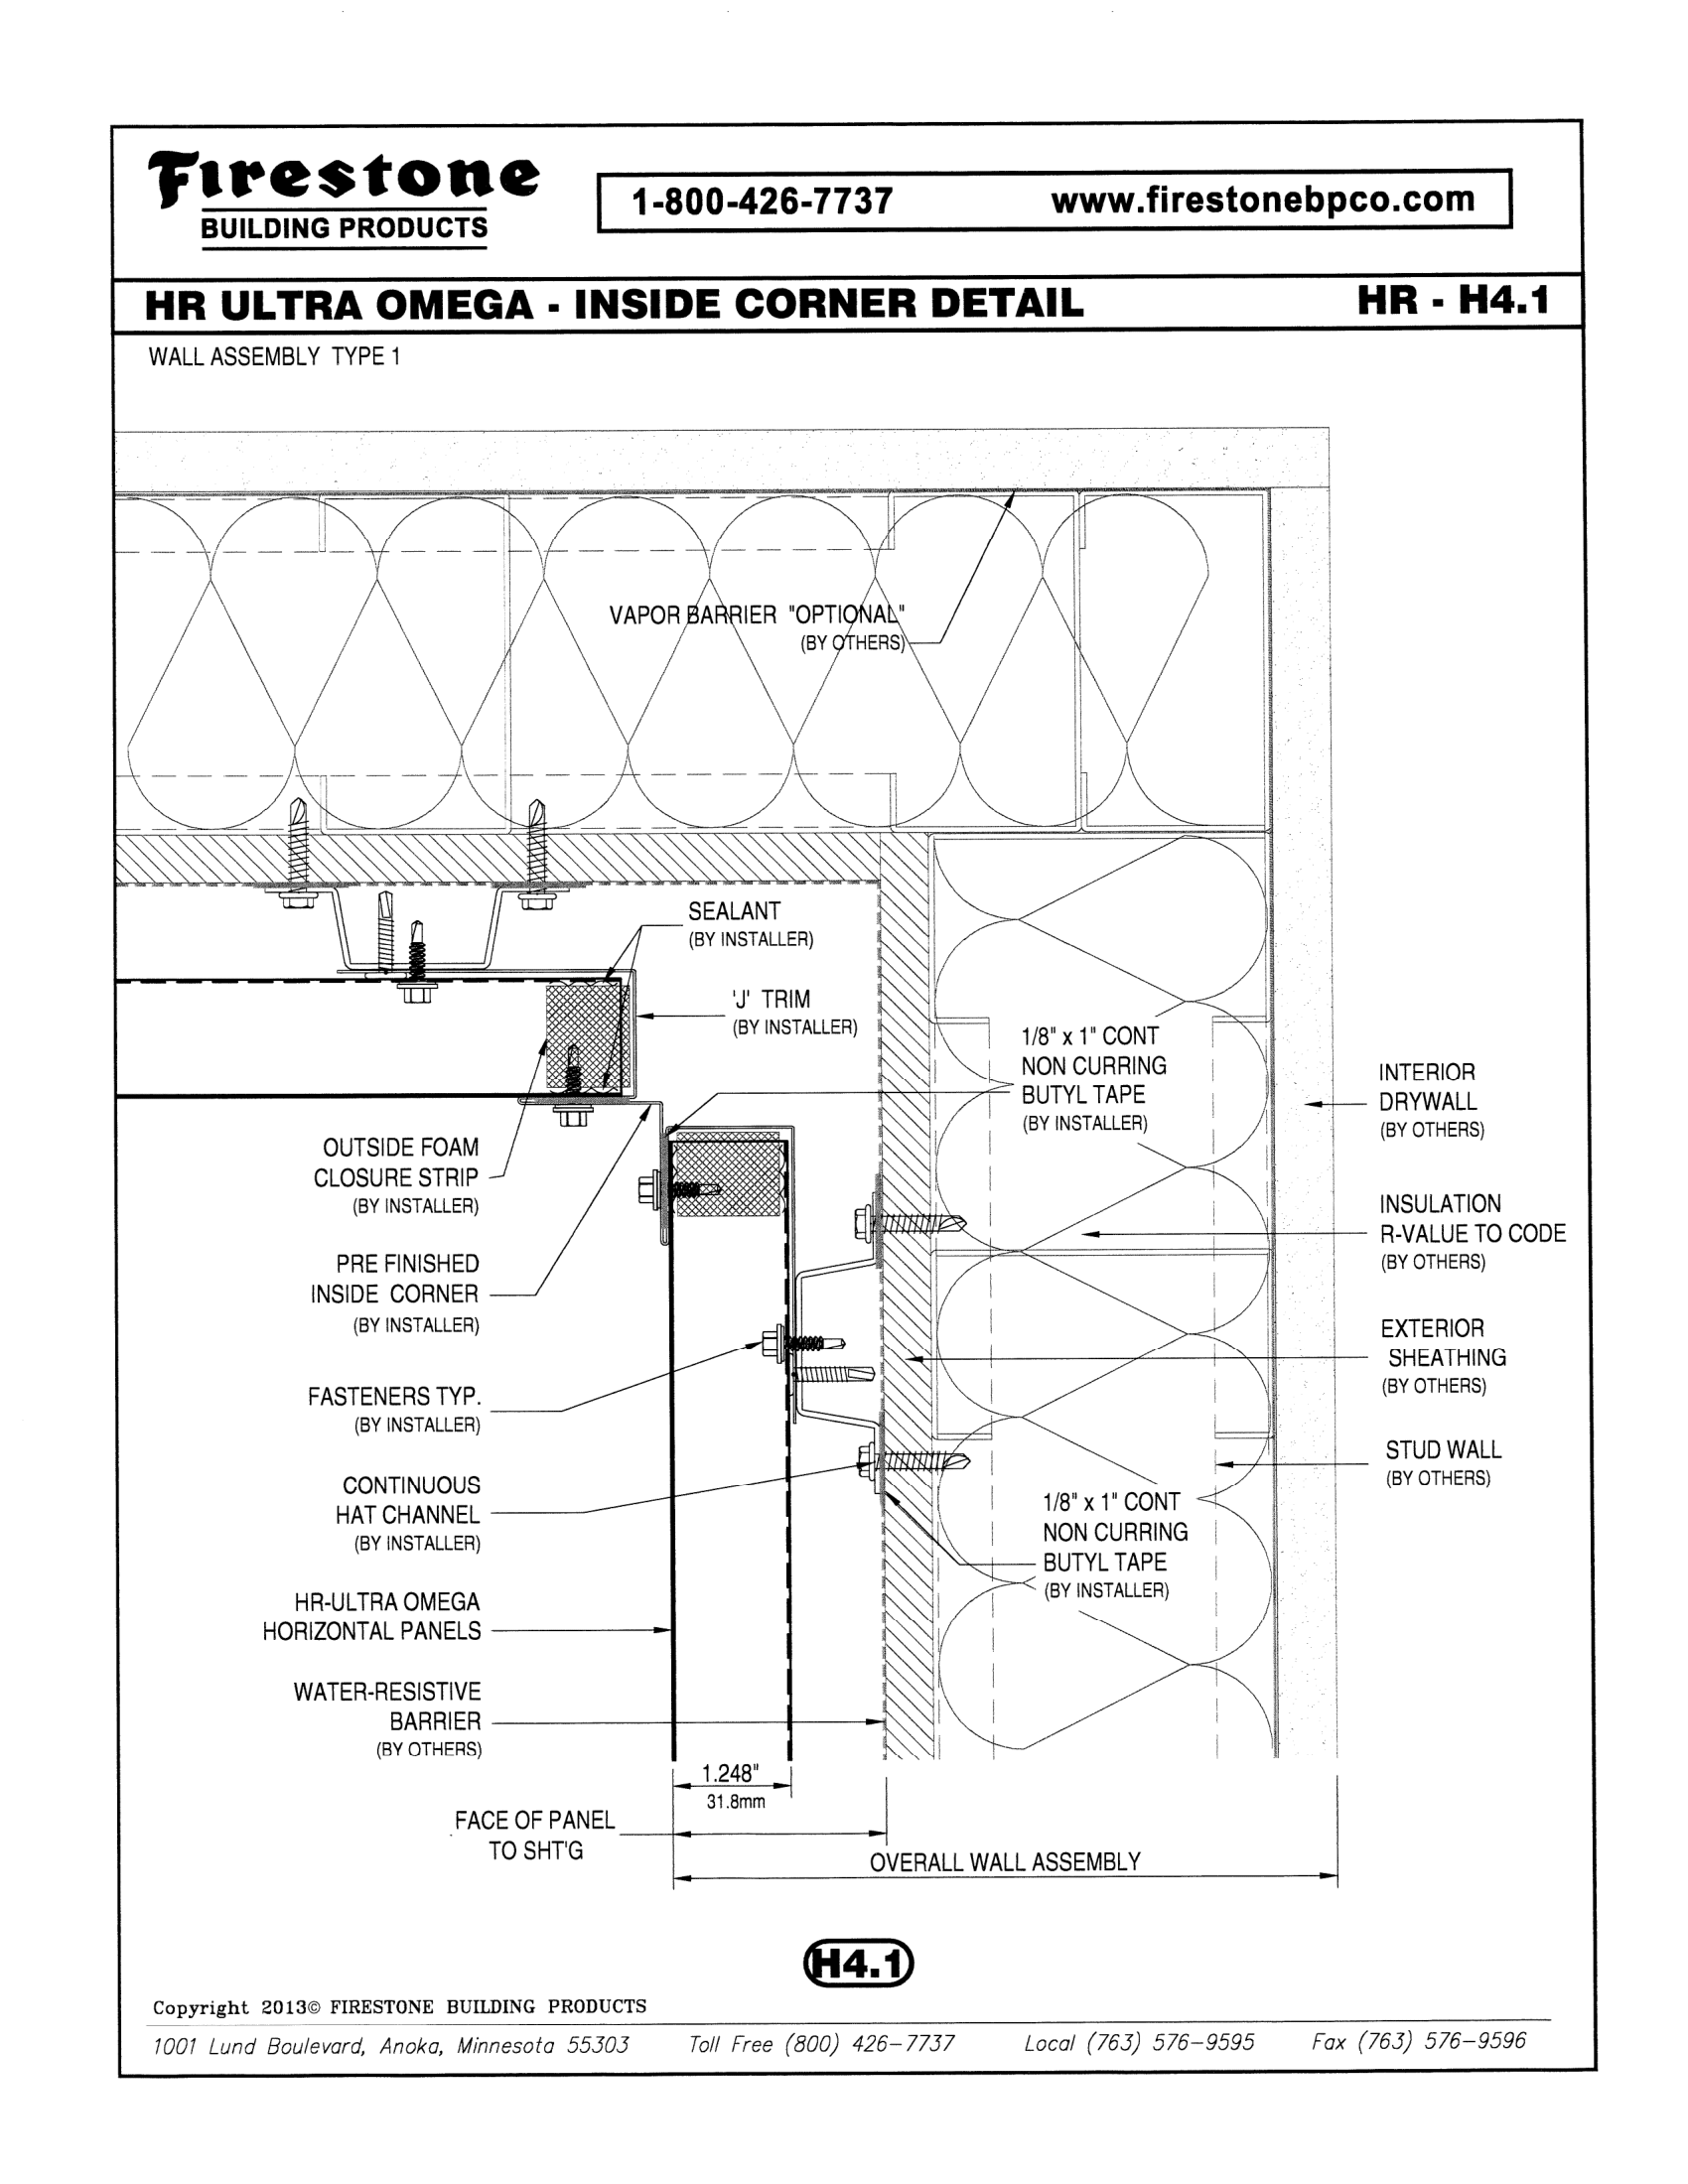 Firestone
BUILDING PRODUCTS
1-800-426-7737 www.firestonebpco.com
HR ULTRA OMEGA - INSIDE CORNER DETAIL HR - H4.1
WALL ASSEMBLY TYPE 1
VAPOR BARRIER "OPTIONAL"
(BY OTHERS)
SEALANT
(BY INSTALLER)
'J' TRIM
(BY INSTALLER)
1/8" x 1" CONT
NON CURRING
BUTYL TAPE
(BY INSTALLER)
INTERIOR
DRYWALL
(BY OTHERS)
OUTSIDE FOAM
CLOSURE STRIP
(BY INSTALLER)
INSULATION
R-VALUE TO CODE
(BY OTHERS)
PRE FINISHED
INSIDE CORNER
(BY INSTALLER)
EXTERIOR
SHEATHING
(BY OTHERS)
FASTENERS TYP.
(BY INSTALLER)
STUD WALL
(BY OTHERS)
CONTINUOUS
HAT CHANNEL
(BY INSTALLER)
1/8" x 1" CONT
NON CURRING
BUTYL TAPE
(BY INSTALLER)
HR-ULTRA OMEGA
HORIZONTAL PANELS
WATER-RESISTIVE
BARRIER
(BY OTHERS)
1.248"
31.8mm
FACE OF PANEL
TO SHT'G
OVERALL WALL ASSEMBLY
H4.1
Copyright 2013© FIRESTONE BUILDING PRODUCTS
1001 Lund Boulevard, Anoka, Minnesota 55303 Toll Free (800) 426-7737 Local (763) 576-9595 Fax (763) 576-9596